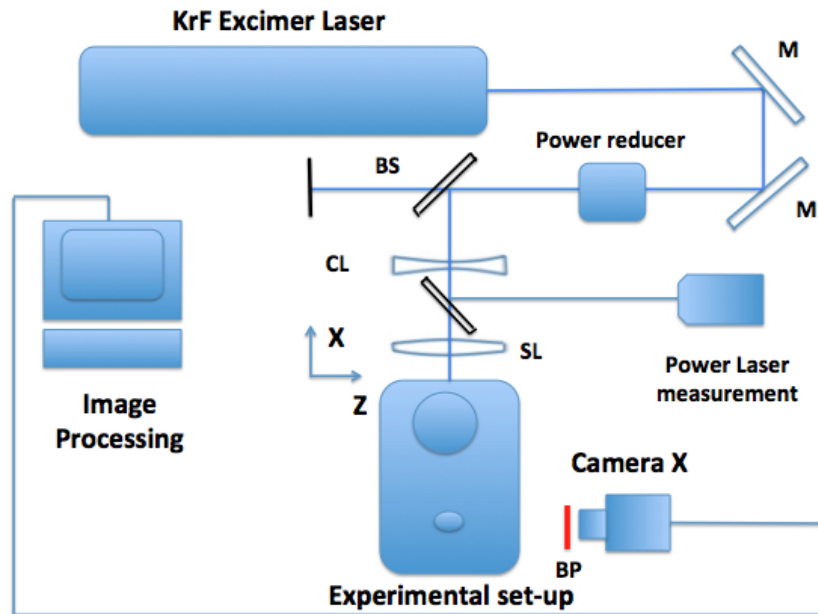 KrF Excimer Laser
M
Power reducer
BS
M
CL
X
SL
Z
Power Laser
measurement
Image
Processing
Camera X
BP
Experimental set-up